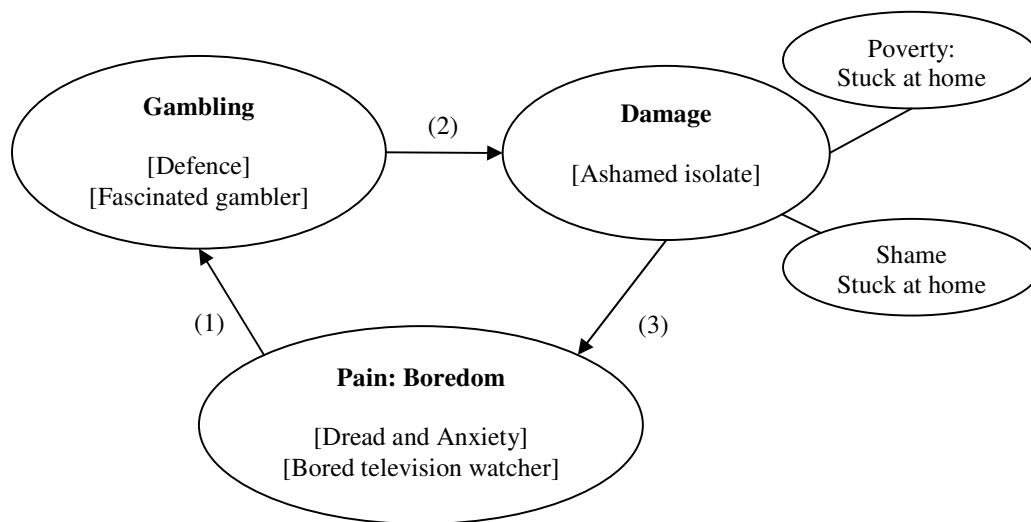 Gambling
[Defence]
[Fascinated gambler]
(2)
Damage
[Ashamed isolate]
Poverty:
Stuck at home
Shame
Stuck at home
(1)
(3)
Pain: Boredom
[Dread and Anxiety]
[Bored television watcher]